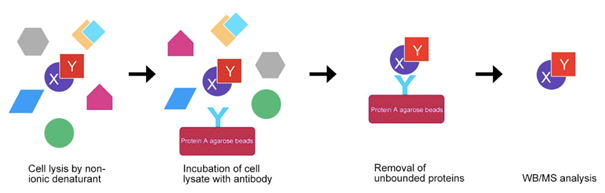 X Y
X Y
X Y
X Y
Protein A agarose beads
Protein A agarose beads
Cell lysis by non-
ionic denaturant
Incubation of cell
lysate with antibody
Removal of
unbounded proteins
WB/MS analysis